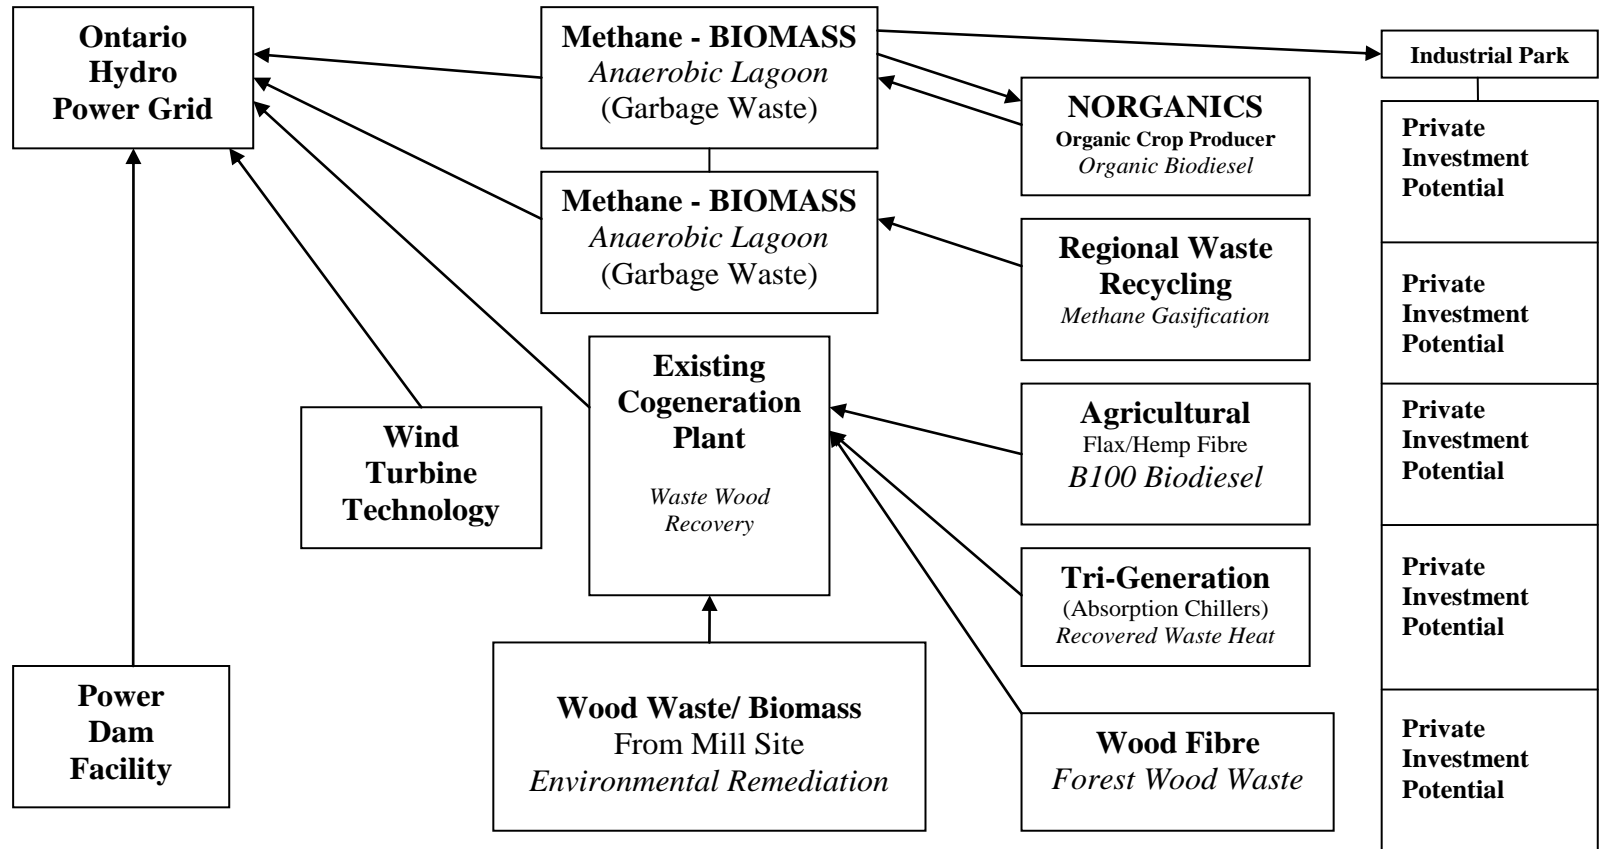 Ontario
Hydro
Power Grid
Methane - BIOMASS
Anaerobic Lagoon
(Garbage Waste)
Industrial Park
NORGANICS
Organic Crop Producer
Organic Biodiesel
Private
Investment
Potential
Methane - BIOMASS
Anaerobic Lagoon
(Garbage Waste)
Regional Waste
Recycling
Methane Gasification
Private
Investment
Potential
Existing
Cogeneration
Plant
Waste Wood
Recovery
Wind
Turbine
Technology
Agricultural
Flax/Hemp Fibre
B100 Biodiesel
Private
Investment
Potential
Tri-Generation
(Absorption Chillers)
Recovered Waste Heat
Private
Investment
Potential
Power
Dam
Facility
Wood Waste/ Biomass
From Mill Site
Environmental Remediation
Wood Fibre
Forest Wood Waste
Private
Investment
Potential